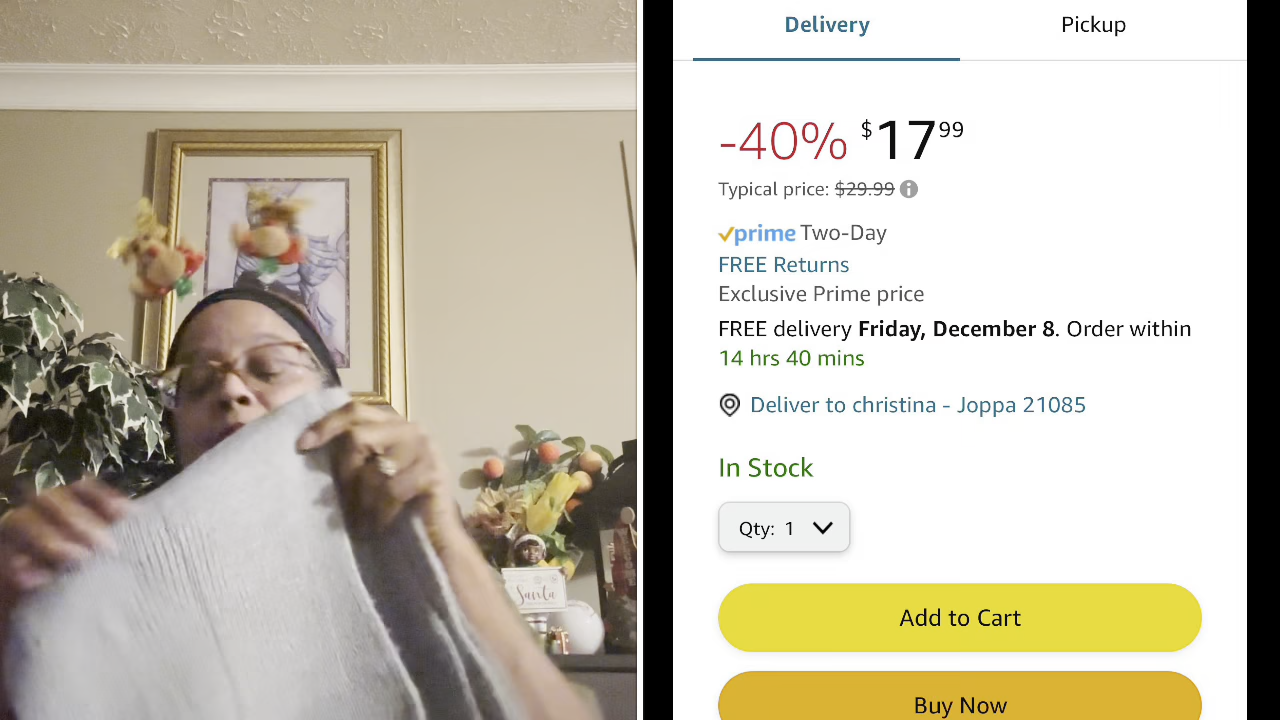 Delivery
Pickup
-40% $17 99
Typical price: $29.99
prime Two-Day
FREE Returns
Exclusive Prime price
FREE delivery Friday, December 8. Order within
14 hrs 40 mins
Deliver to christina - Joppa 21085
In Stock
Qty: 1
Add to Cart
Buy Now
Santa